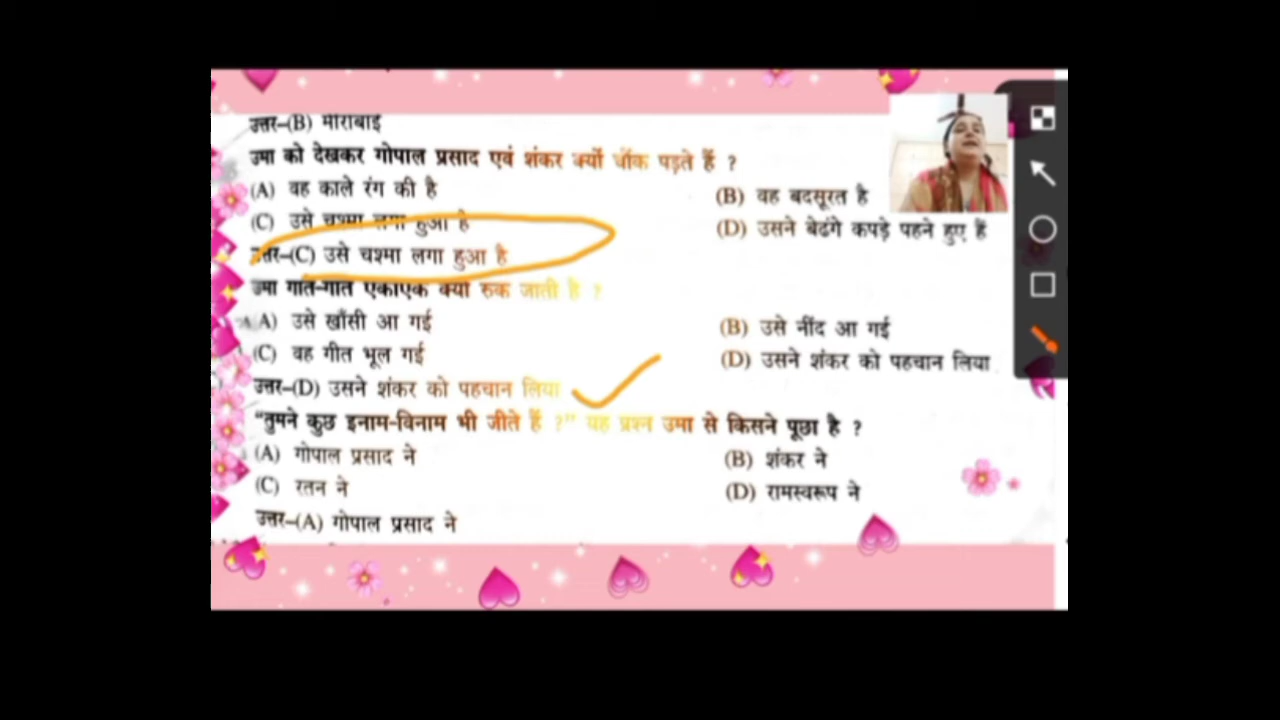 उत्तर–(B) मीराबाई
उमा को देखकर गोपाल प्रसाद एवं शंकर क्यों चौंक पड़ते हैं ?
(A) वह काले रंग की है
(B) वह बदसूरत है
(C) उसे चश्मा लगा हुआ है
(D) उसने बेढंगे कपड़े पहने हुए हैं
उत्तर–(C) उसे चश्मा लगा हुआ है
उमा गाते-गाते एकाएक क्यों रुक जाती है ?
(A) उसे खाँसी आ गई
(B) उसे नींद आ गई
(C) वह गीत भूल गई
(D) उसने शंकर को पहचान लिया
उत्तर–(D) उसने शंकर को पहचान लिया
“तुमने कुछ इनाम-विनाम भी जीते हैं ?” यह प्रश्न उमा से किसने पूछा है ?
(A) गोपाल प्रसाद ने
(B) शंकर ने
(C) रतन ने
(D) रामस्वरूप ने
उत्तर–(A) गोपाल प्रसाद ने